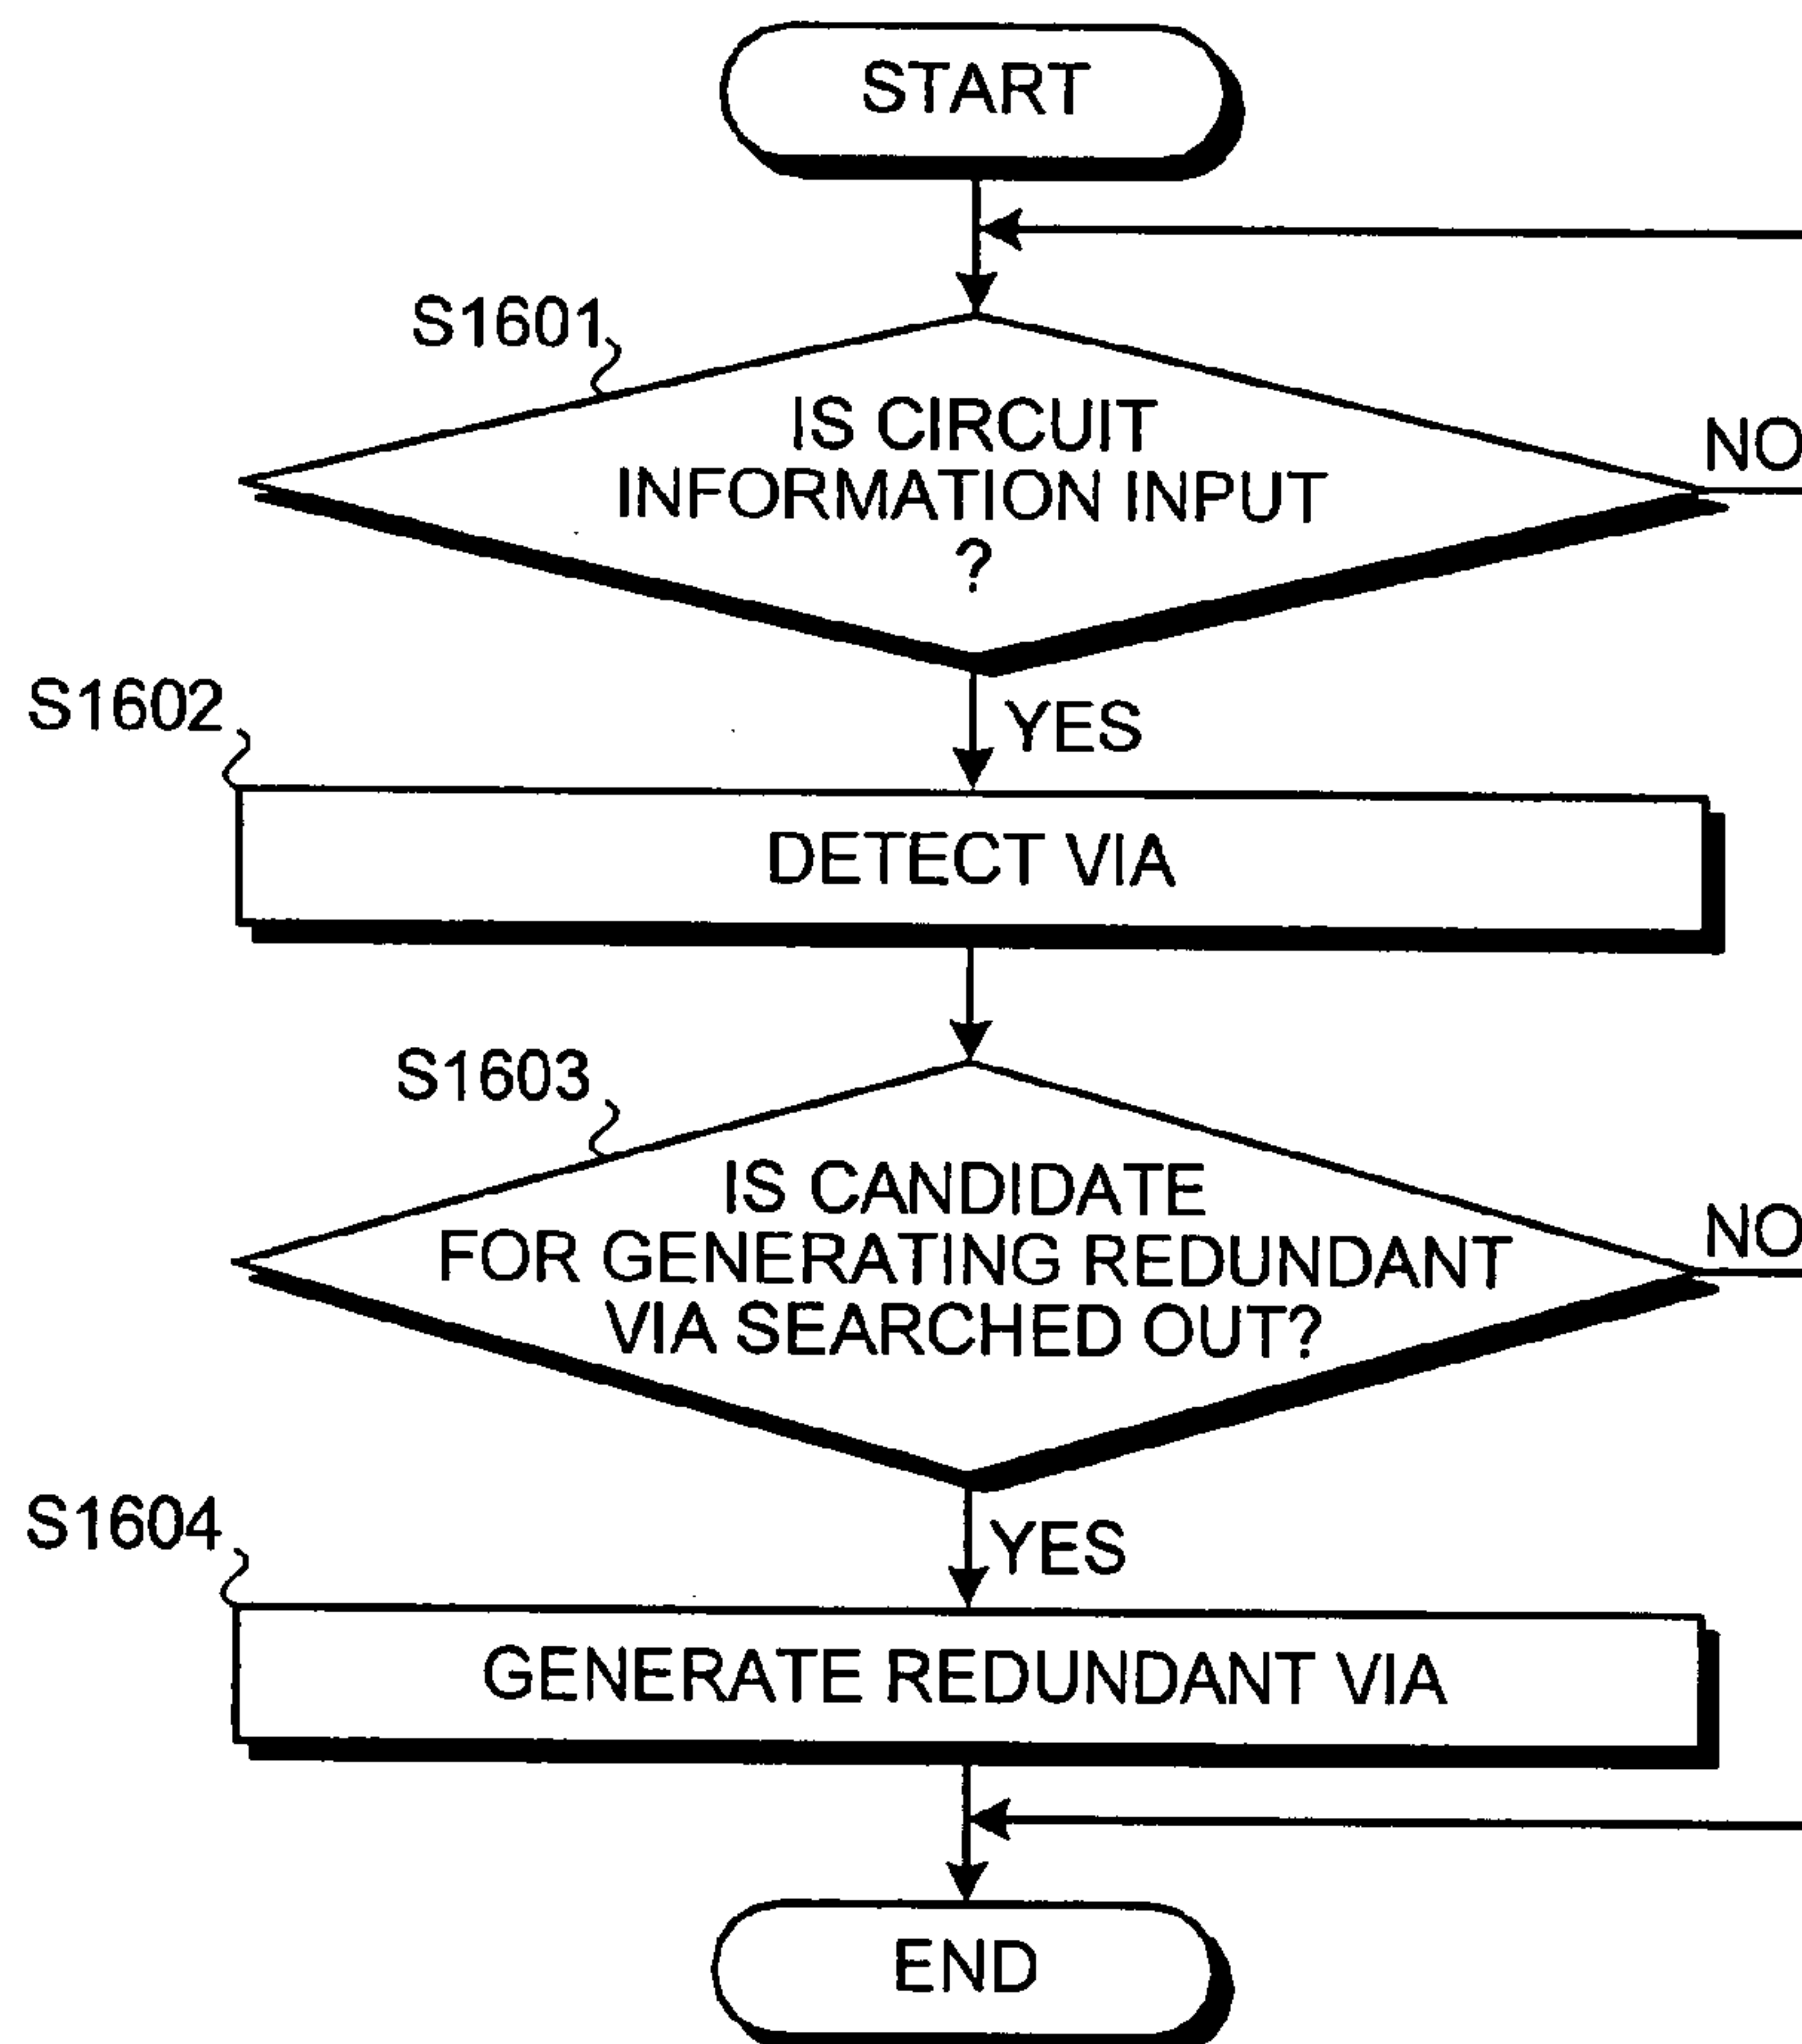 START
S1601
IS CIRCUIT
INFORMATION INPUT
?
NO
YES
S1602
DETECT VIA
S1603
IS CANDIDATE
FOR GENERATING REDUNDANT
VIA SEARCHED OUT?
NO
YES
S1604
GENERATE REDUNDANT VIA
END